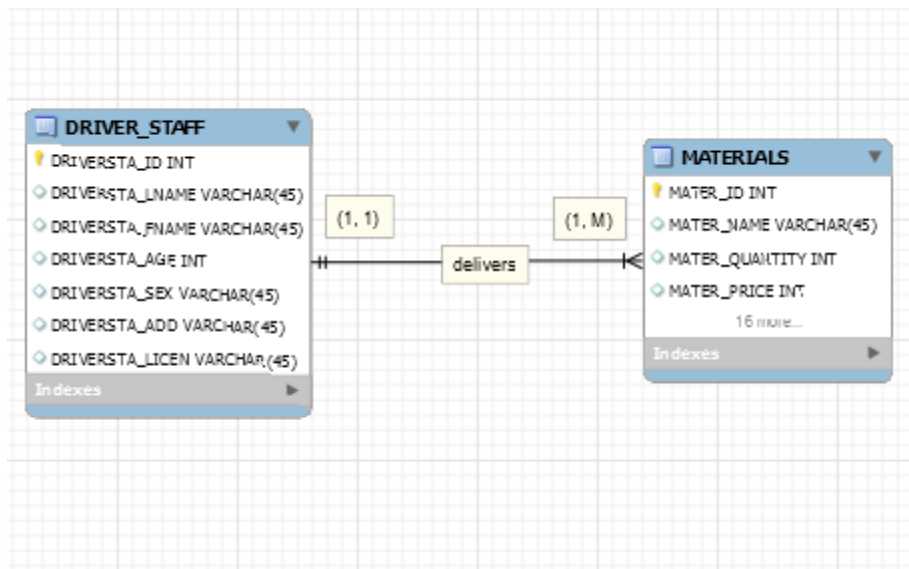 DRIVER_STAFF
DRIVERSTA_ID INT
DRIVERSTA_LNAME VARCHAR(45)
DRIVERSTA_FNAME VARCHAR(45)
DRIVERSTA_AGE INT
DRIVERSTA_SEX VARCHAR(45)
DRIVERSTA_ADD VARCHAR(45)
DRIVERSTA_LICEN VARCHAR(45)
Indexes
(1, 1)
delivers
(1, M)
MATERIALS
MATER_ID INT
MATER_NAME VARCHAR(45)
MATER_QUANTITY INT
MATER_PRICE INT
16 more...
Indexes